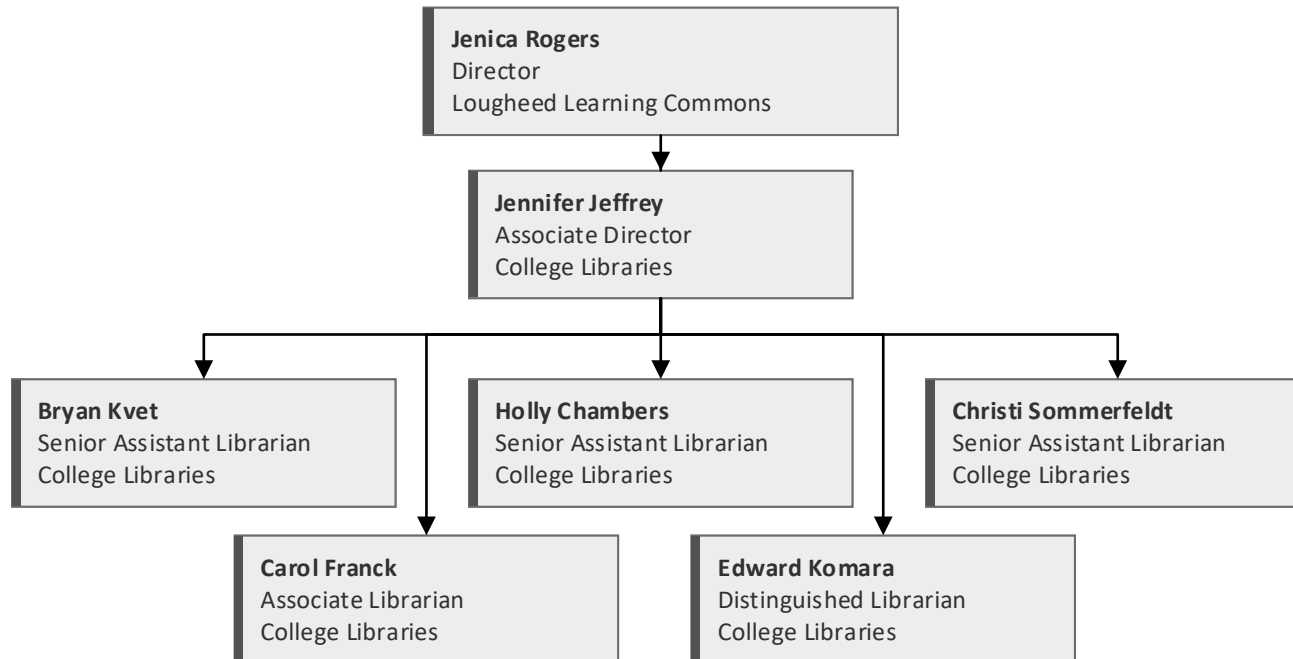 Jenica Rogers
Director
Lougheed Learning Commons
Jennifer Jeffrey
Associate Director
College Libraries
Bryan Kvet
Senior Assistant Librarian
College Libraries
Holly Chambers
Senior Assistant Librarian
College Libraries
Christi Sommerfeldt
Senior Assistant Librarian
College Libraries
Carol Franck
Associate Librarian
College Libraries
Edward Komara
Distinguished Librarian
College Libraries